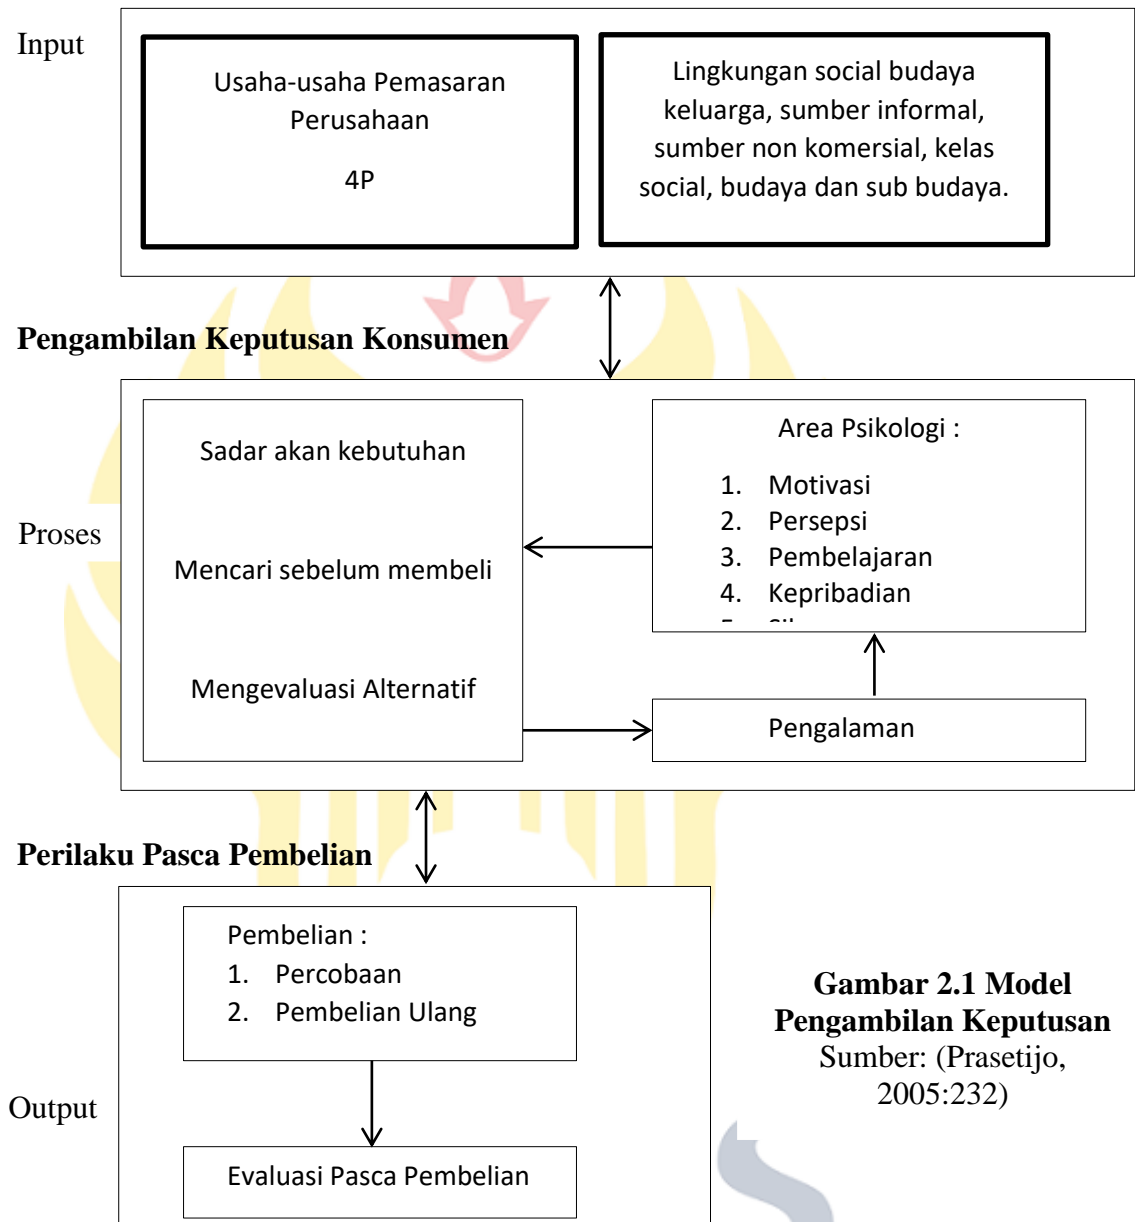 Input
Usaha-usaha Pemasaran
Perusahaan
4P
Lingkungan social budaya
keluarga, sumber informal,
sumber non komersial, kelas
social, budaya dan sub budaya.
Pengambilan Keputusan Konsumen
Proses
Sadar akan kebutuhan
Mencari sebelum membeli
Mengevaluasi Alternatif
Area Psikologi :
1. Motivasi
2. Persepsi
3. Pembelajaran
4. Kepribadian
Pengalaman
Perilaku Pasca Pembelian
Output
Pembelian :
1. Percobaan
2. Pembelian Ulang
Evaluasi Pasca Pembelian
Gambar 2.1 Model
Pengambilan Keputusan
Sumber: (Prasetijo,
2005:232)